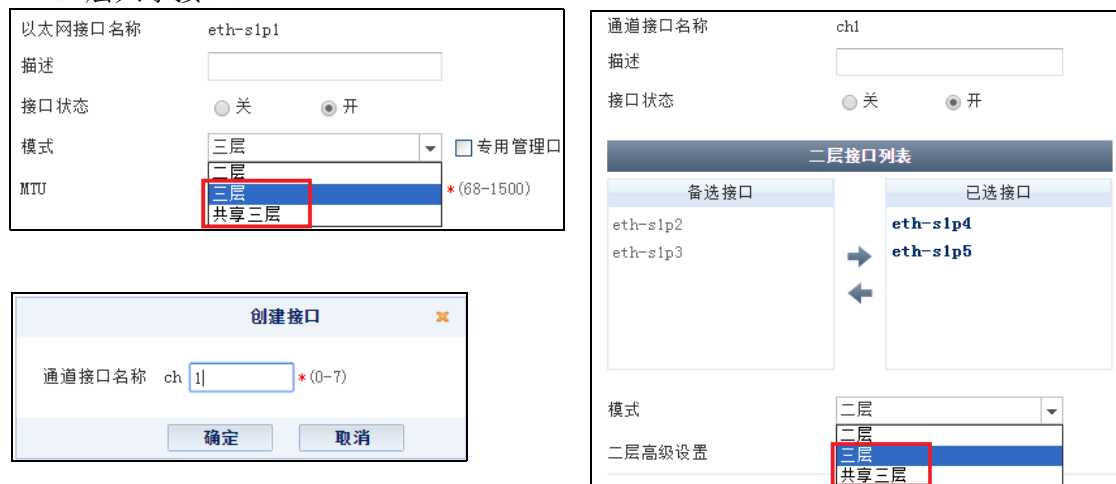 以太网接口名称 eth-s1p1
描述
接口状态 关 开
模式 三层 专用管理口
二层
MTU 三层 *(68-1500)
共享三层
创建接口
通道接口名称 ch 1 *(0-7)
确定 取消
通道接口名称 ch1
描述
接口状态 关 开
二层接口列表
备选接口 已选接口
eth-s1p2 eth-s1p4
eth-s1p3 eth-s1p5
模式 二层
二层
二层高级设置 三层
共享三层